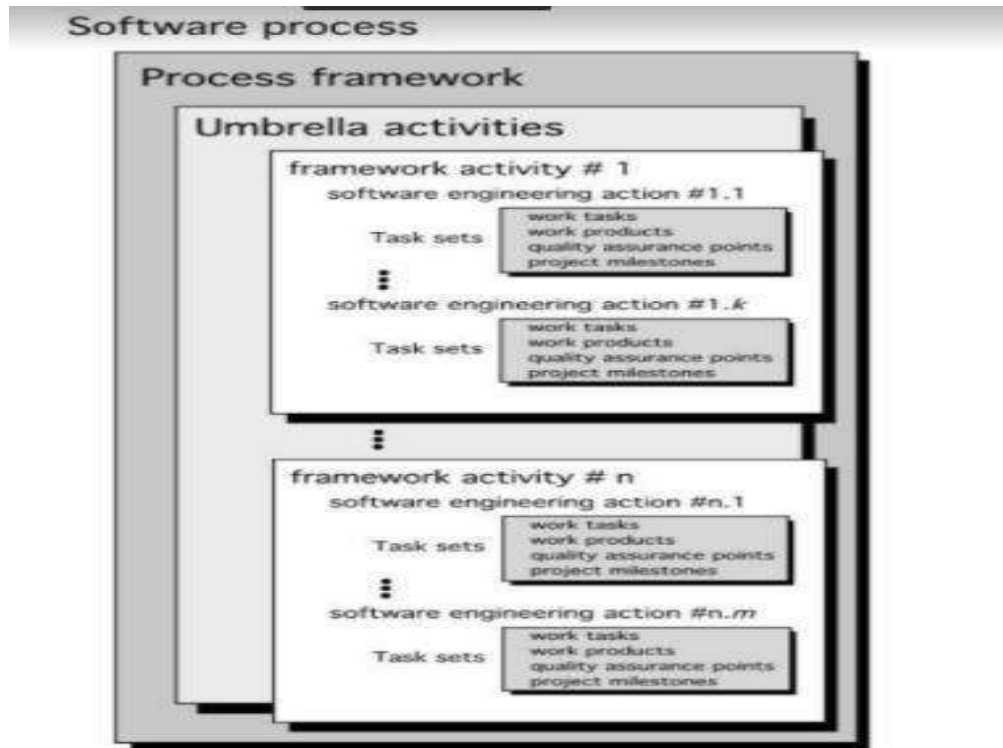 Software process
Process framework
Umbrella activities
framework activity # 1
software engineering action #1.1
Task sets
work tasks
work products
quality assurance points
project milestones
software engineering action #1.k
Task sets
work tasks
work products
quality assurance points
project milestones
framework activity # n
software engineering action #n.1
Task sets
work tasks
work products
quality assurance points
project milestones
software engineering action #n.m
Task sets
work tasks
work products
quality assurance points
project milestones